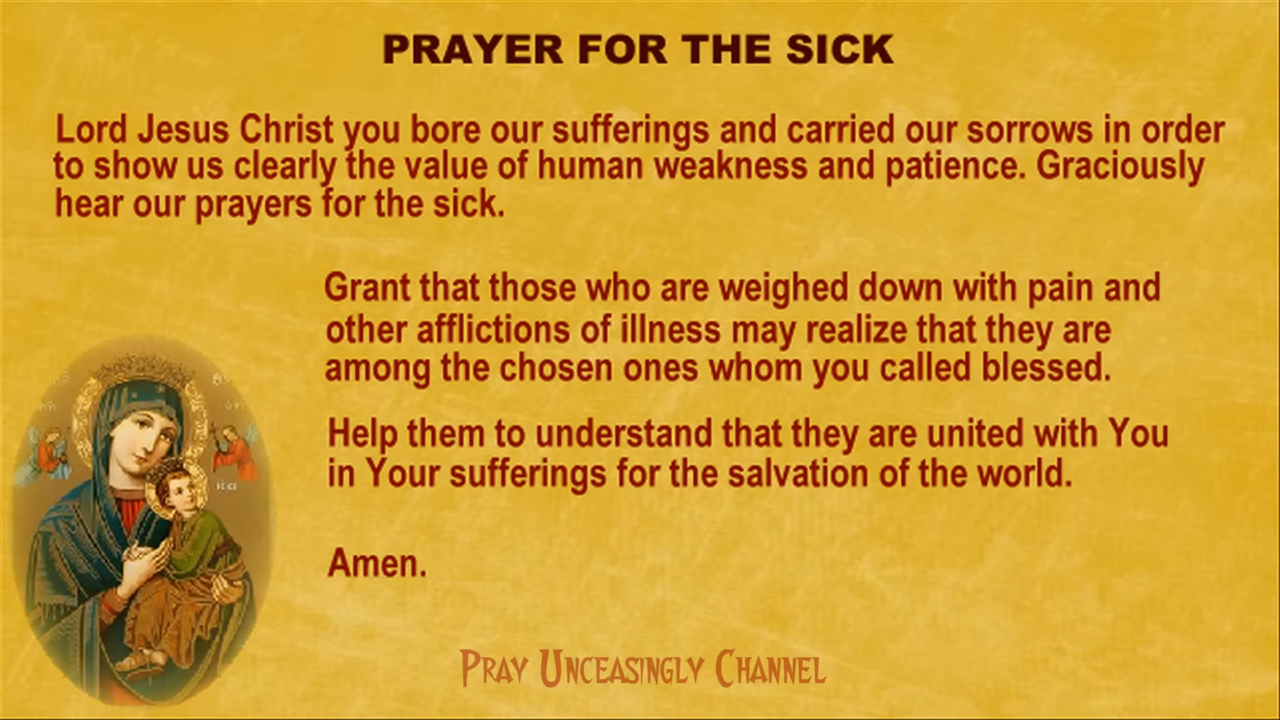 PRAYER FOR THE SICK
Lord Jesus Christ you bore our sufferings and carried our sorrows in order
to show us clearly the value of human weakness and patience. Graciously
hear our prayers for the sick.
Grant that those who are weighed down with pain and
other afflictions of illness may realize that they are
among the chosen ones whom you called blessed.
Help them to understand that they are united with You
in Your sufferings for the salvation of the world.
Amen.
PRAY UNCEASINGLY CHANNEL